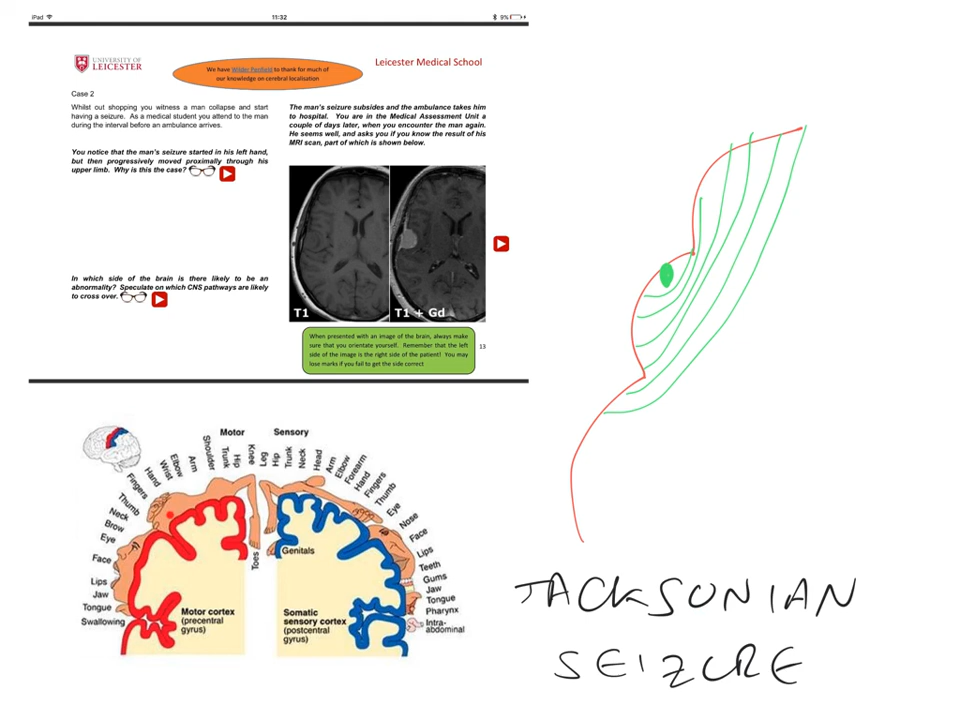 iPad
11:32
9%
UNIVERSITY OF
LEICESTER
We have Wilder Penfield to thank for much of
our knowledge on cerebral localisation
Leicester Medical School
Case 2
Whilst out shopping you witness a man collapse and start
having a seizure. As a medical student you attend to the man
during the interval before an ambulance arrives.
You notice that the man's seizure started in his left hand,
but then progressively moved proximally through his
upper limb. Why is this the case?
In which side of the brain is there likely to be an
abnormality? Speculate on which CNS pathways are likely
to cross over.
The man's seizure subsides and the ambulance takes him
to hospital. You are in the Medical Assessment Unit a
couple of days later, when you encounter the man again.
He seems well, and asks you if you know the result of his
MRI scan, part of which is shown below.
T1
T1 + Gd
When presented with an image of the brain, always make
sure that you orientate yourself. Remember that the left
side of the image is the right side of the patient! You may
lose marks if you fail to get the side correct
13
Motor
Sensory
Swallowing
Tongue
Jaw
Lips
Face
Eye
Brow
Neck
Thumb
Fingers
Hand
Wrist
Elbow
Arm
Shoulder
Trunk
Hip
Knee
Toes
Leg
Hip
Trunk
Neck
Head
Arm
Elbow
Forearm
Hand
Fingers
Thumb
Eye
Nose
Face
Lips
Teeth
Gums
Jaw
Tongue
Pharynx
Intra-
abdominal
Genitals
Motor cortex
(precentral
gyrus)
Somatic
sensory cortex
(postcentral
gyrus)
JACKSONIAN
SEIZURE